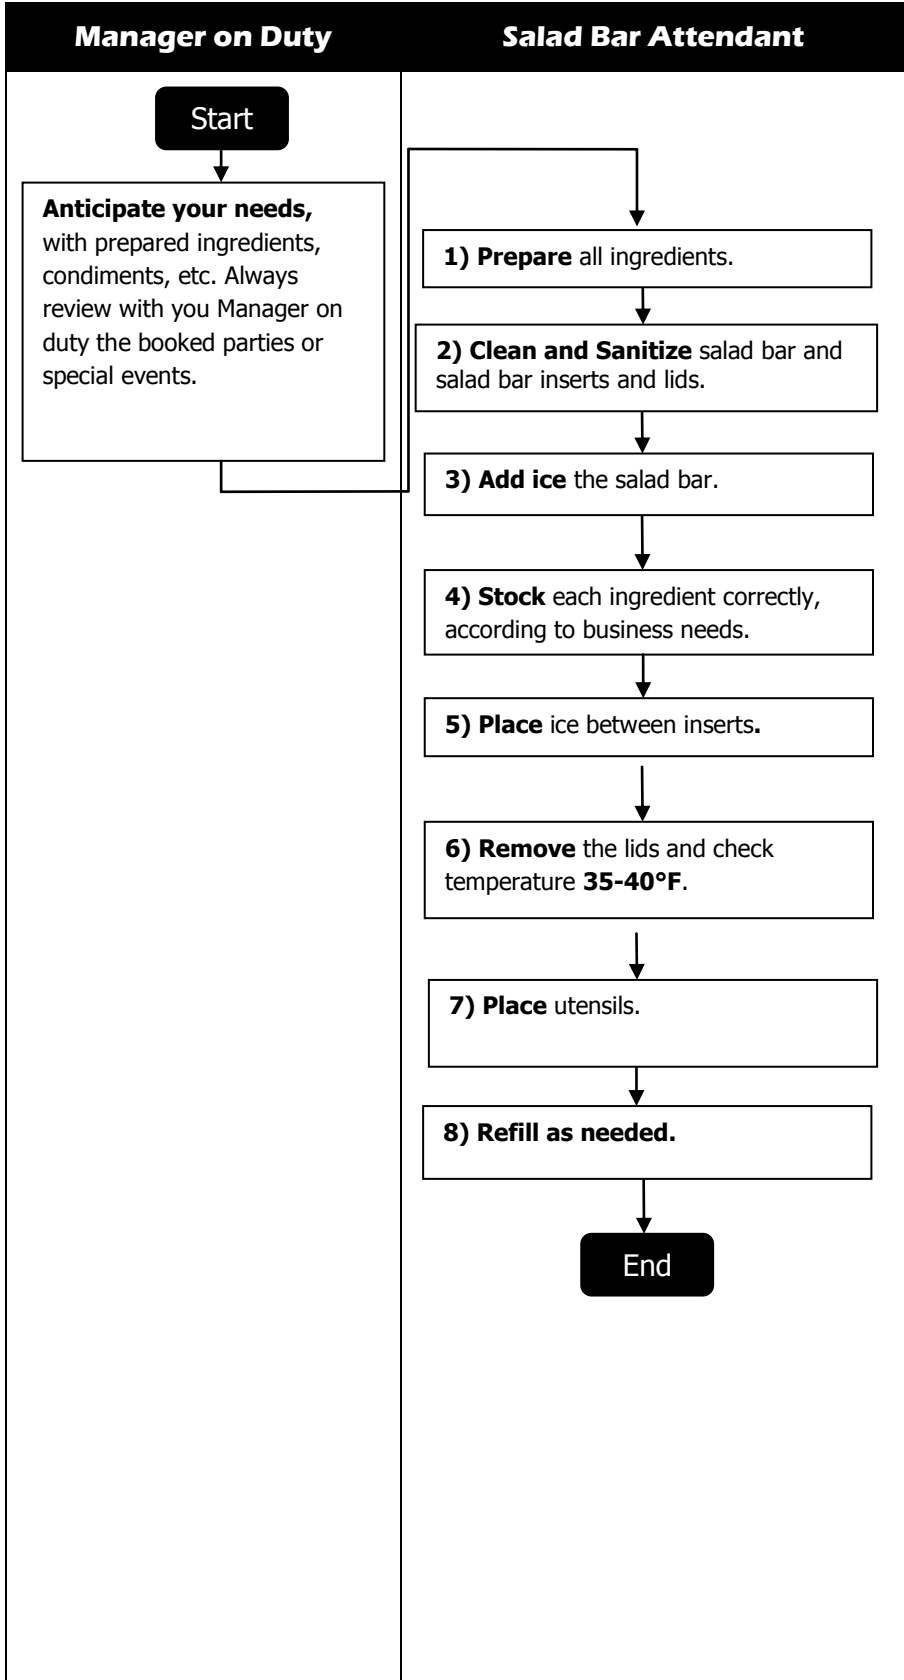 Manager on Duty
Salad Bar Attendant
Start
Anticipate your needs,
with prepared ingredients,
condiments, etc. Always
review with you Manager on
duty the booked parties or
special events.
1) Prepare all ingredients.
2) Clean and Sanitize salad bar and
salad bar inserts and lids.
3) Add ice the salad bar.
4) Stock each ingredient correctly,
according to business needs.
5) Place ice between inserts.
6) Remove the lids and check
temperature 35-40°F.
7) Place utensils.
8) Refill as needed.
End